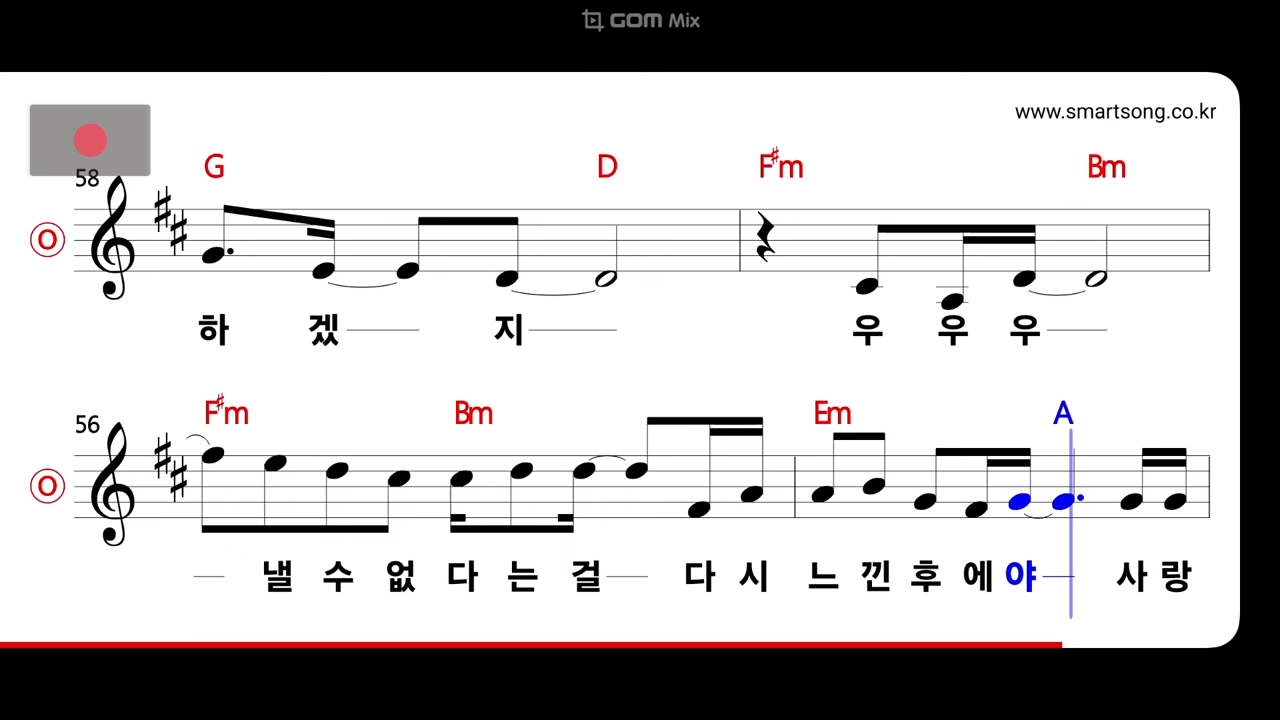 GOM Mix
www.smartsong.co.kr
58
G D F♯m Bm
O
하 겠 지 우 우 우
56
F♯m Bm Em A
O
낼 수 없 다 는 걸 다 시 느 낀 후 에 야 사 랑